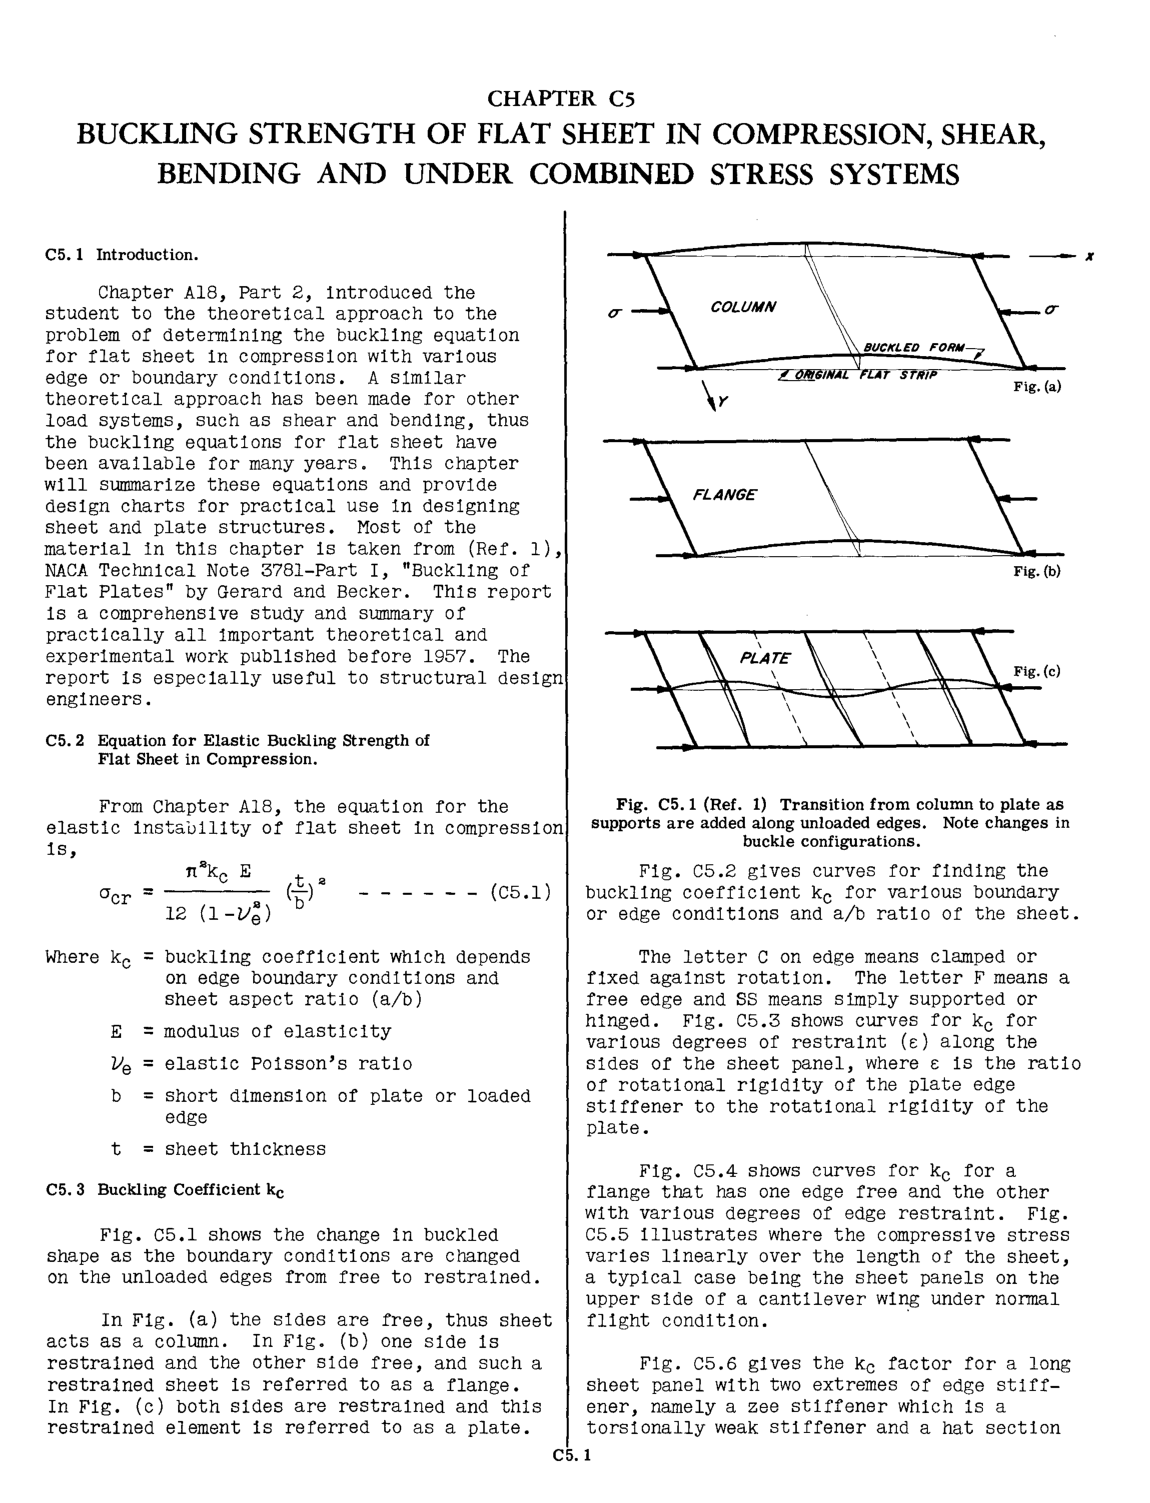 CHAPTER C5
BUCKLING STRENGTH OF FLAT SHEET IN COMPRESSION, SHEAR,
BENDING AND UNDER COMBINED STRESS SYSTEMS
C5.1 Introduction.
Chapter A18, Part 2, introduced the
student to the theoretical approach to the
problem of determining the buckling equation
for flat sheet in compression with various
edge or boundary conditions. A similar
theoretical approach has been made for other
load systems, such as shear and bending, thus
the buckling equations for flat sheet have
been available for many years. This chapter
will summarize these equations and provide
design charts for practical use in designing
sheet and plate structures. Most of the
material in this chapter is taken from (Ref. 1),
NACA Technical Note 3781-Part I, "Buckling of
Flat Plates" by Gerard and Becker. This report
is a comprehensive study and summary of
practically all important theoretical and
experimental work published before 1957. The
report is especially useful to structural design
engineers.
C5.2 Equation for Elastic Buckling Strength of
Flat Sheet in Compression.
From Chapter A18, the equation for the
elastic instability of flat sheet in compression
is,
σcr = π²kc E / 12 (1-νe²) (t/b)² - - - - - - (C5.1)
Where kc = buckling coefficient which depends
on edge boundary conditions and
sheet aspect ratio (a/b)
E = modulus of elasticity
νe = elastic Poisson's ratio
b = short dimension of plate or loaded
edge
t = sheet thickness
C5.3 Buckling Coefficient kc
Fig. C5.1 shows the change in buckled
shape as the boundary conditions are changed
on the unloaded edges from free to restrained.
In Fig. (a) the sides are free, thus sheet
acts as a column. In Fig. (b) one side is
restrained and the other side free, and such a
restrained sheet is referred to as a flange.
In Fig. (c) both sides are restrained and this
restrained element is referred to as a plate.
x
σ
COLUMN
σ
BUCKLED FORM
ORIGINAL FLAT STRIP
Fig. (a)
Y
FLANGE
Fig. (b)
PLATE
Fig. (c)
Fig. C5.1 (Ref. 1) Transition from column to plate as
supports are added along unloaded edges. Note changes in
buckle configurations.
Fig. C5.2 gives curves for finding the
buckling coefficient kc for various boundary
or edge conditions and a/b ratio of the sheet.
The letter C on edge means clamped or
fixed against rotation. The letter F means a
free edge and SS means simply supported or
hinged. Fig. C5.3 shows curves for kc for
various degrees of restraint (ε) along the
sides of the sheet panel, where ε is the ratio
of rotational rigidity of the plate edge
stiffener to the rotational rigidity of the
plate.
Fig. C5.4 shows curves for kc for a
flange that has one edge free and the other
with various degrees of edge restraint. Fig.
C5.5 illustrates where the compressive stress
varies linearly over the length of the sheet,
a typical case being the sheet panels on the
upper side of a cantilever wing under normal
flight condition.
Fig. C5.6 gives the kc factor for a long
sheet panel with two extremes of edge stiff-
ener, namely a zee stiffener which is a
torsionally weak stiffener and a hat section
C5.1